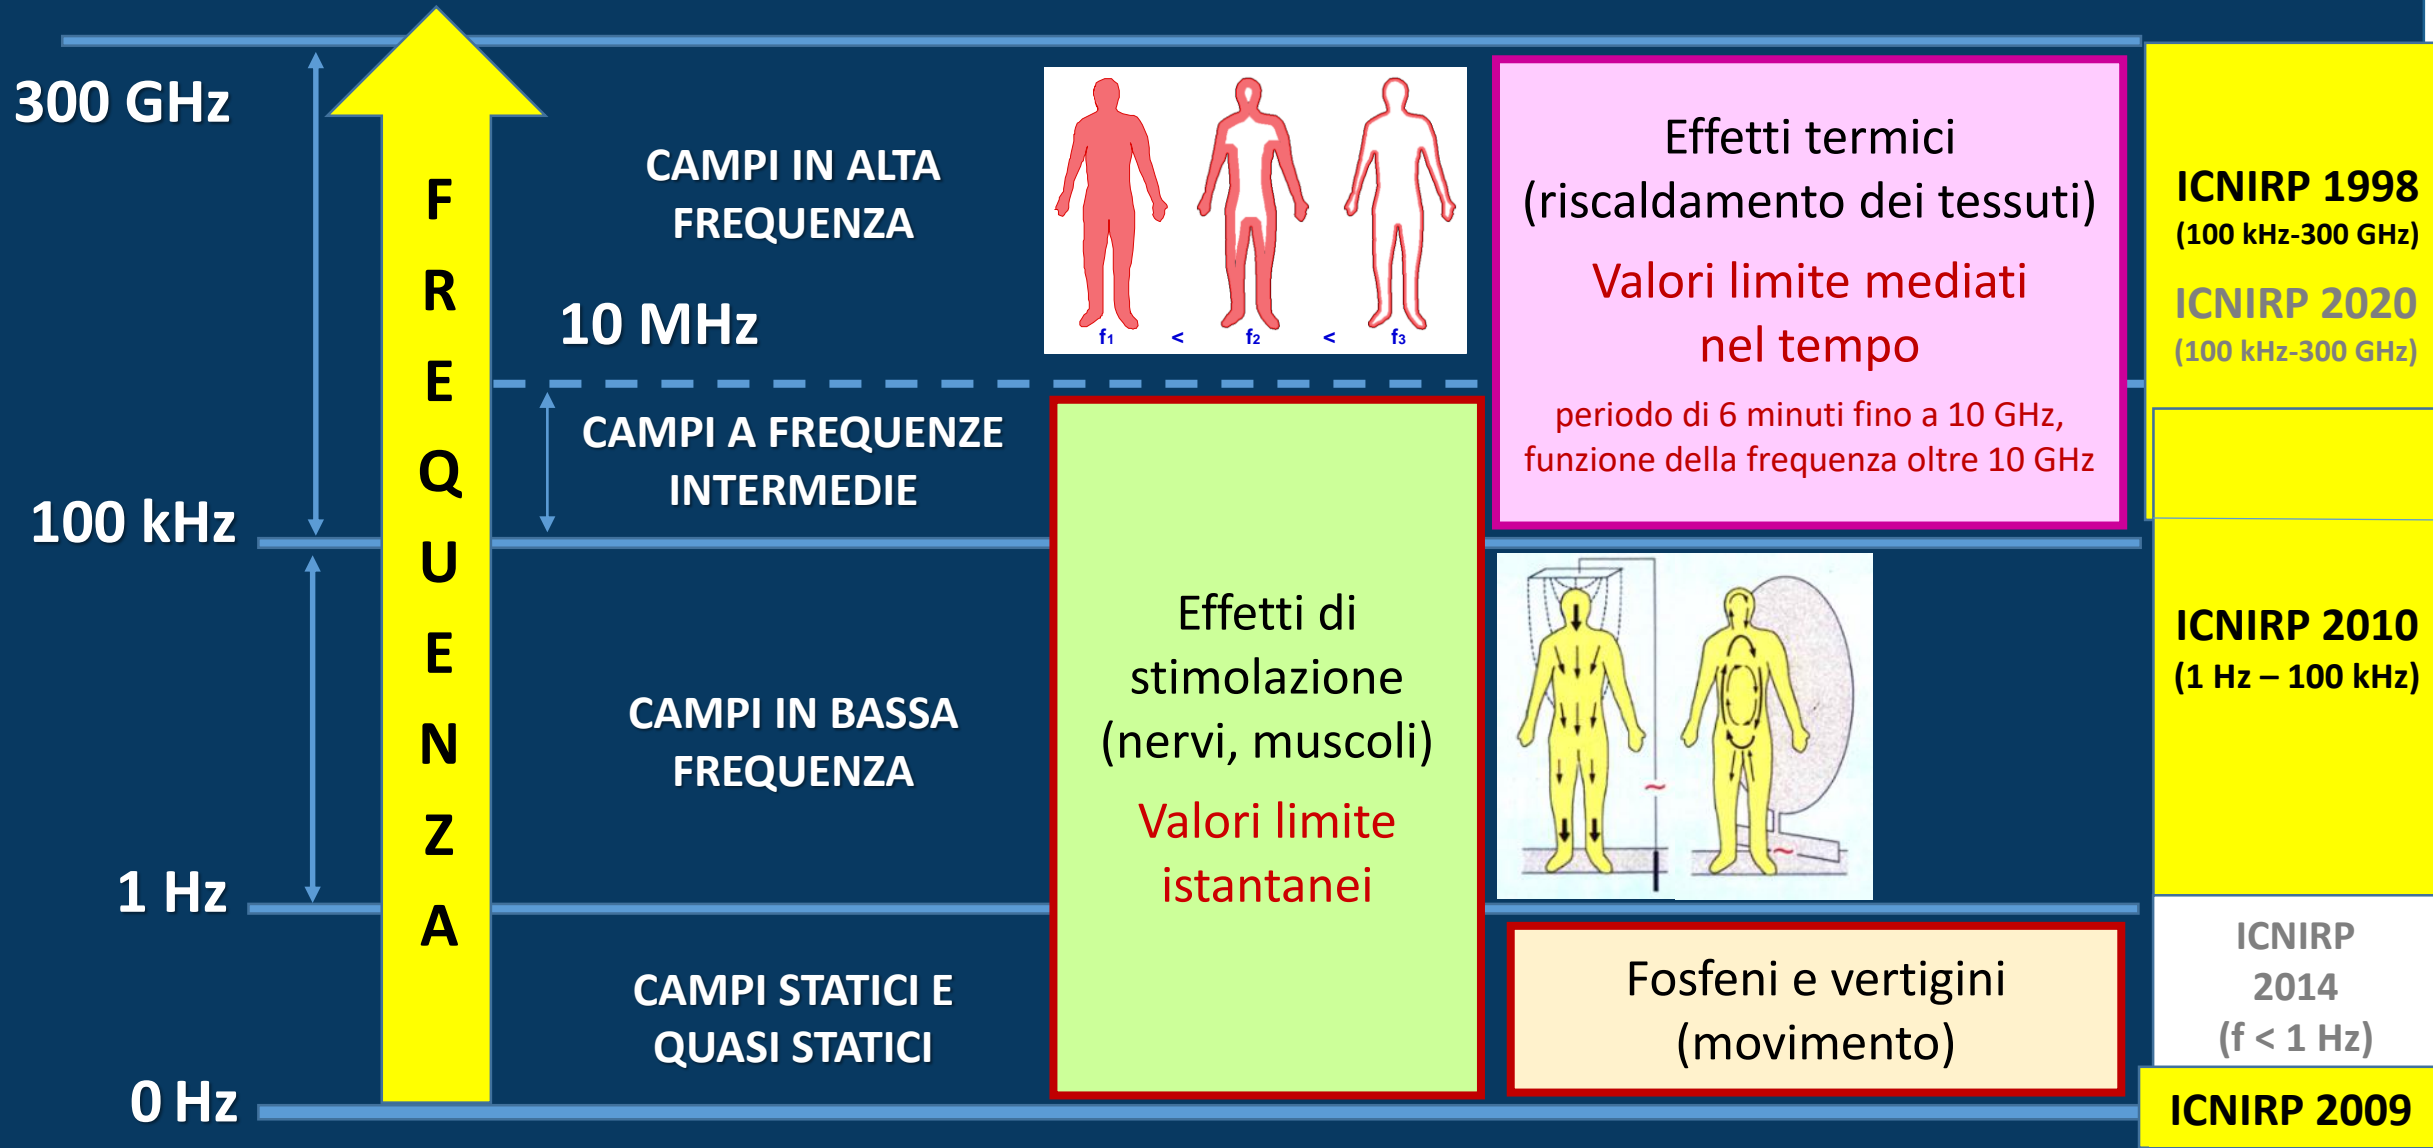 300 GHz
100 kHz
1 Hz
0 Hz
F
R
E
Q
U
E
N
Z
A
CAMPI IN ALTA
FREQUENZA
10 MHz
CAMPI A FREQUENZE
INTERMEDIE
CAMPI IN BASSA
FREQUENZA
CAMPI STATICI E
QUASI STATICI
f1 < f2 < f3
Effetti di
stimolazione
(nervi, muscoli)
Valori limite
istantanei
Effetti termici
(riscaldamento dei tessuti)
Valori limite mediati
nel tempo
periodo di 6 minuti fino a 10 GHz,
funzione della frequenza oltre 10 GHz
~
~
Fosfeni e vertigini
(movimento)
ICNIRP 1998
(100 kHz-300 GHz)
ICNIRP 2020
(100 kHz-300 GHz)
ICNIRP 2010
(1 Hz – 100 kHz)
ICNIRP
2014
(f < 1 Hz)
ICNIRP 2009